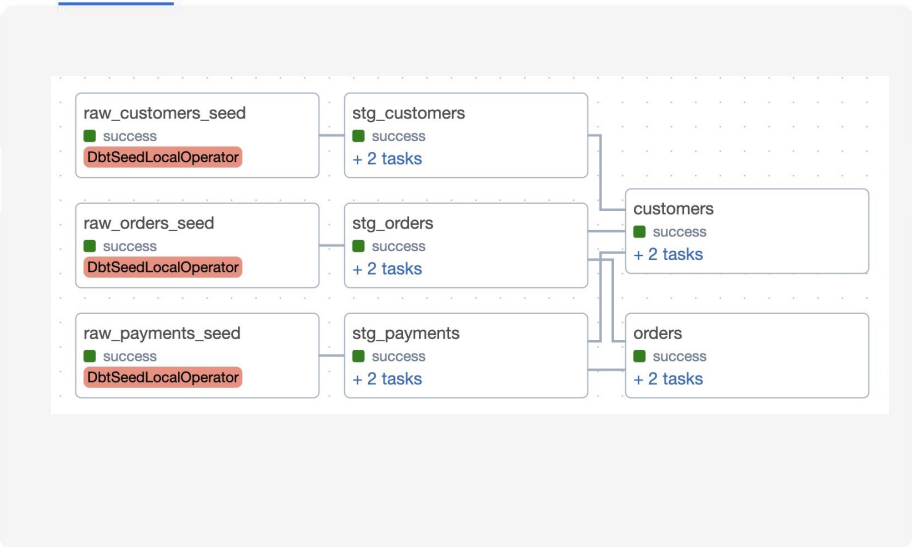 raw_customers_seed
success
DbtSeedLocalOperator
stg_customers
success
+ 2 tasks
raw_orders_seed
success
DbtSeedLocalOperator
stg_orders
success
+ 2 tasks
customers
success
+ 2 tasks
raw_payments_seed
success
DbtSeedLocalOperator
stg_payments
success
+ 2 tasks
orders
success
+ 2 tasks